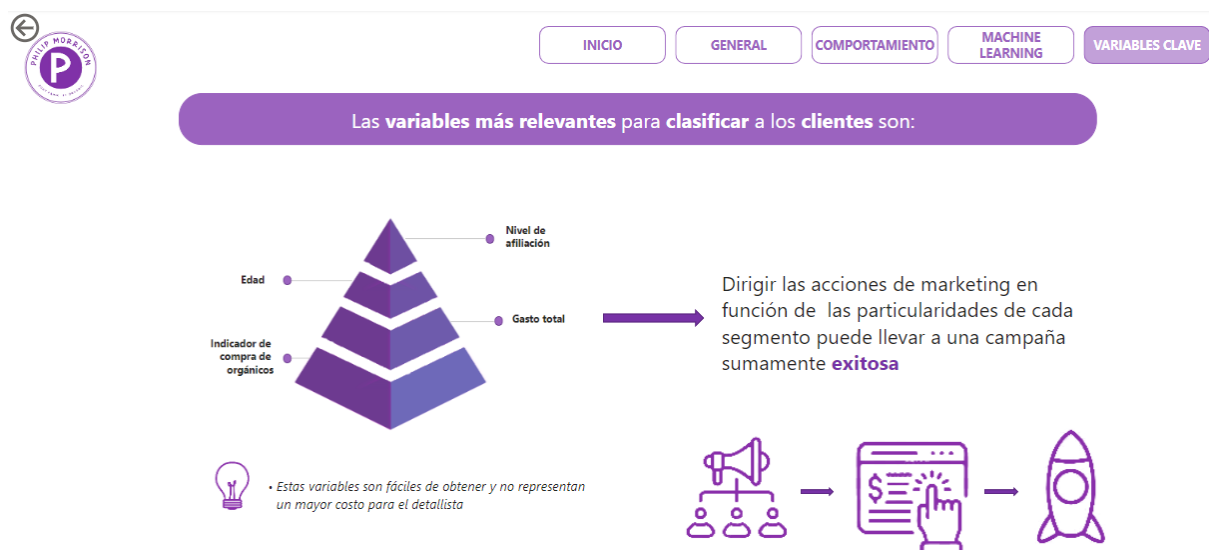 PHILIP MORRISON
P
INICIO
GENERAL
COMPORTAMIENTO
MACHINE
LEARNING
VARIABLES CLAVE
Las variables más relevantes para clasificar a los clientes son:
Nivel de
afiliación
Edad
Gasto total
Indicador de
compra de
orgánicos
Dirigir las acciones de marketing en
función de las particularidades de cada
segmento puede llevar a una campaña
sumamente exitosa
• Estas variables son fáciles de obtener y no representan
un mayor costo para el detallista
$